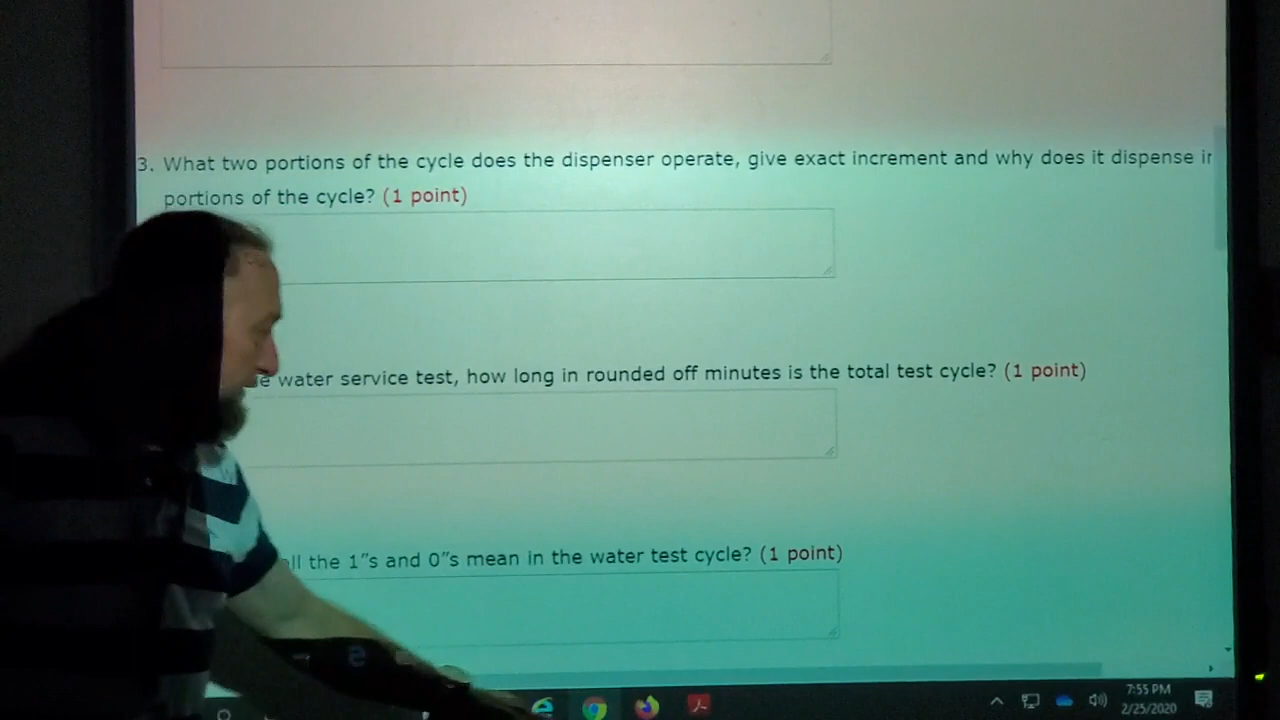 3. What two portions of the cycle does the dispenser operate, give exact increment and why does it dispense in
portions of the cycle? (1 point)
water service test, how long in rounded off minutes is the total test cycle? (1 point)
the 1"s and 0"s mean in the water test cycle? (1 point)
7:55 PM
2/25/2020